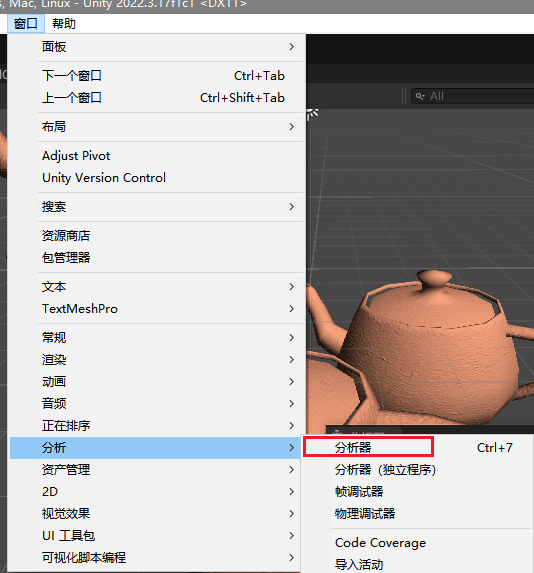 s, Mac, Linux - Unity 2022.3.17f1c1 <DX11>
窗口 帮助
面板
下一个窗口 Ctrl+Tab
上一个窗口 Ctrl+Shift+Tab
All
布局
Adjust Pivot
Unity Version Control
搜索
资源商店
包管理器
文本
TextMeshPro
常规
渲染
动画
音频
正在排序
分析
资产管理
2D
视觉效果
UI 工具包
可视化脚本编程
分析器 Ctrl+7
分析器（独立程序）
帧调试器
物理调试器
Code Coverage
导入活动